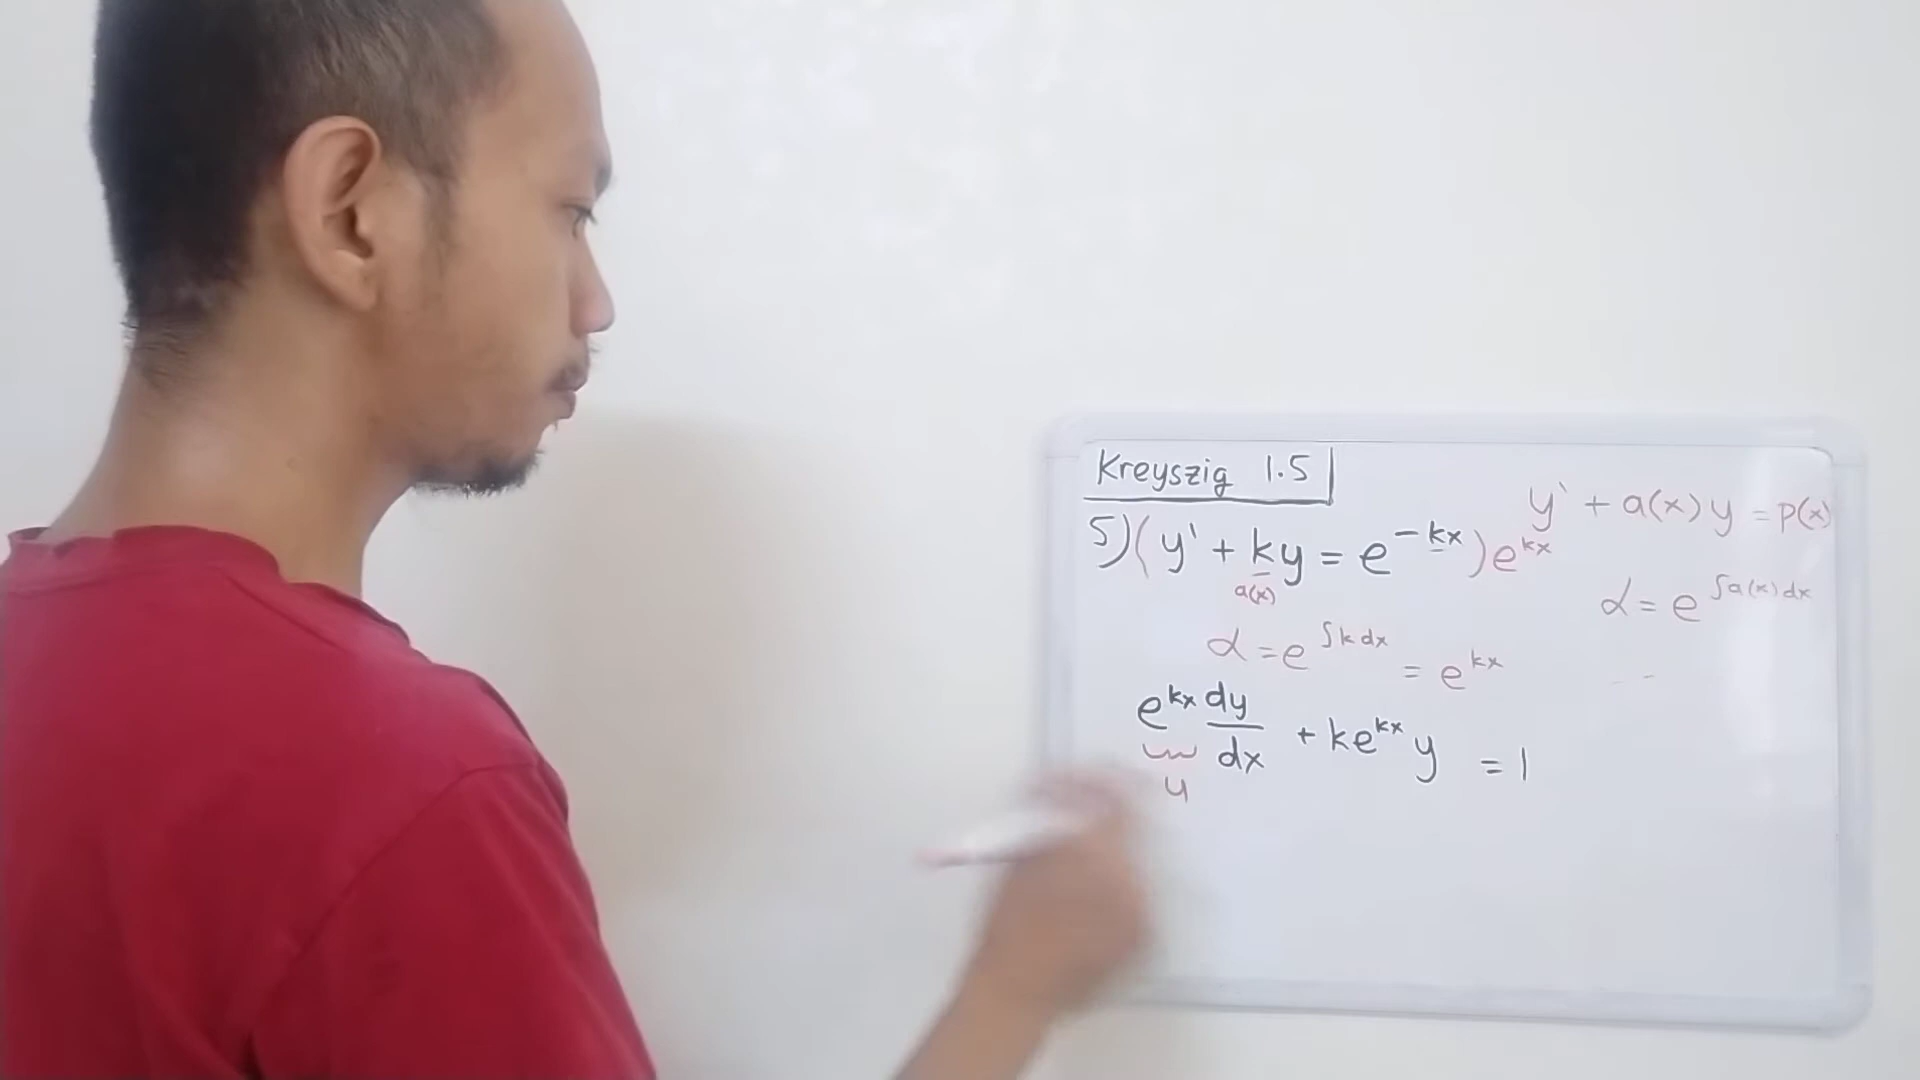 Kreyszig 1.5
y' + a(x) y = p(x)
5) (y' + ky = e^{-kx}) e^{kx}
a(x)
α = e^{∫a(x)dx}
α = e^{∫k dx} = e^{kx}
e^{kx} dy/dx + ke^{kx} y = 1
u